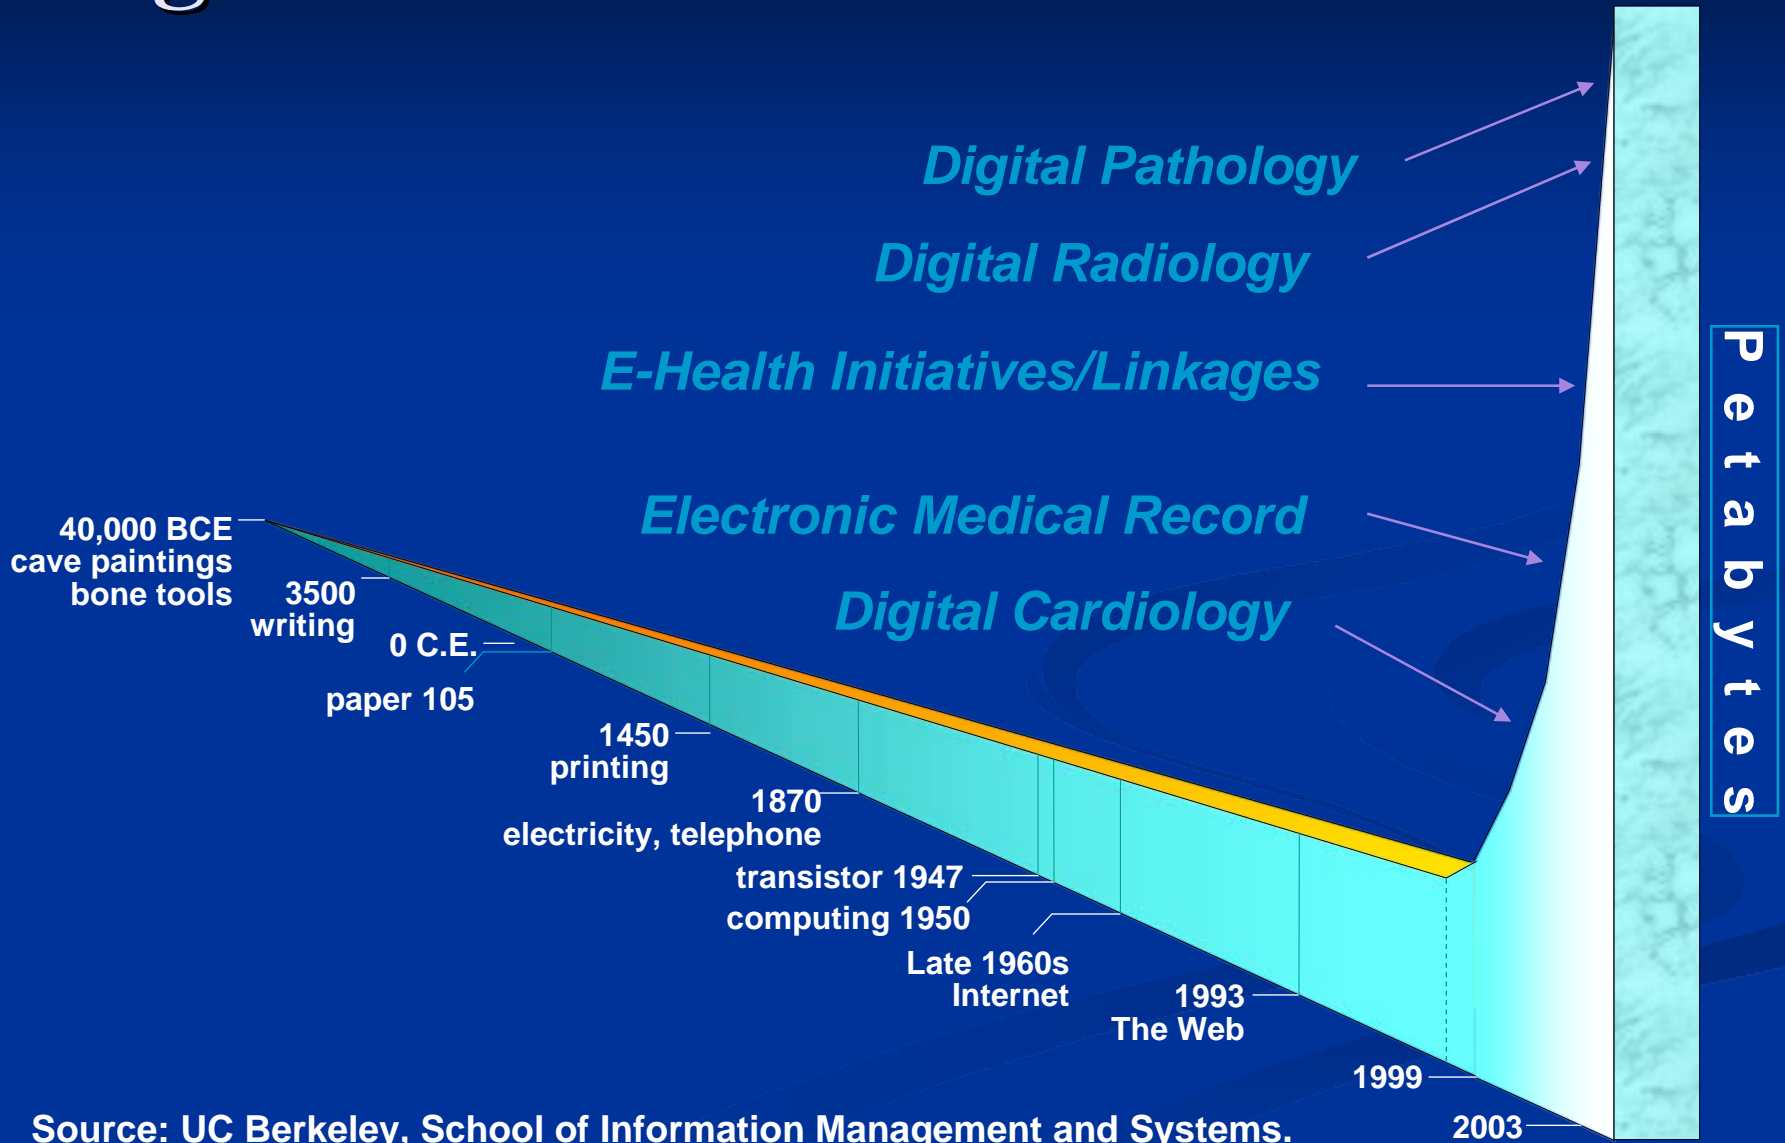 Digital Pathology
Digital Radiology
E-Health Initiatives/Linkages
Electronic Medical Record
Digital Cardiology
Petabytes
40,000 BCE
cave paintings
bone tools
3500
writing
0 C.E.
paper 105
1450
printing
1870
electricity, telephone
transistor 1947
computing 1950
Late 1960s
Internet
1993
The Web
1999
2003
Source: UC Berkeley, School of Information Management and Systems.